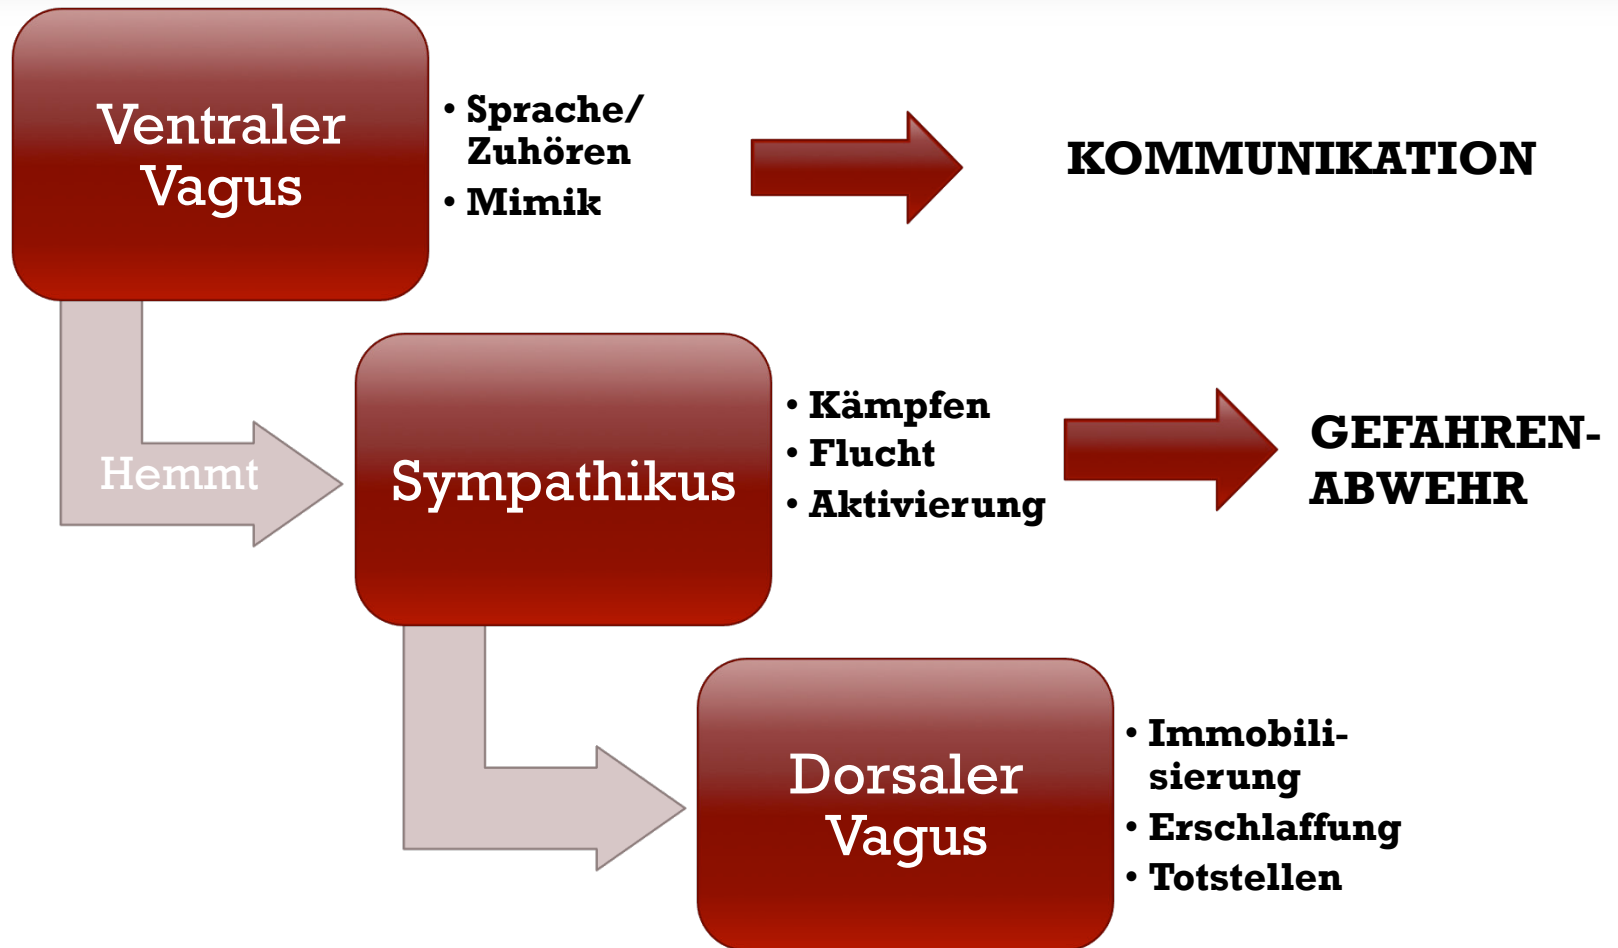 Ventraler
Vagus
• Sprache/
Zuhören
• Mimik
KOMMUNIKATION
Hemmt
Sympathikus
• Kämpfen
• Flucht
• Aktivierung
GEFAHREN-
ABWEHR
Dorsaler
Vagus
• Immobili-
sierung
• Erschlaffung
• Totstellen